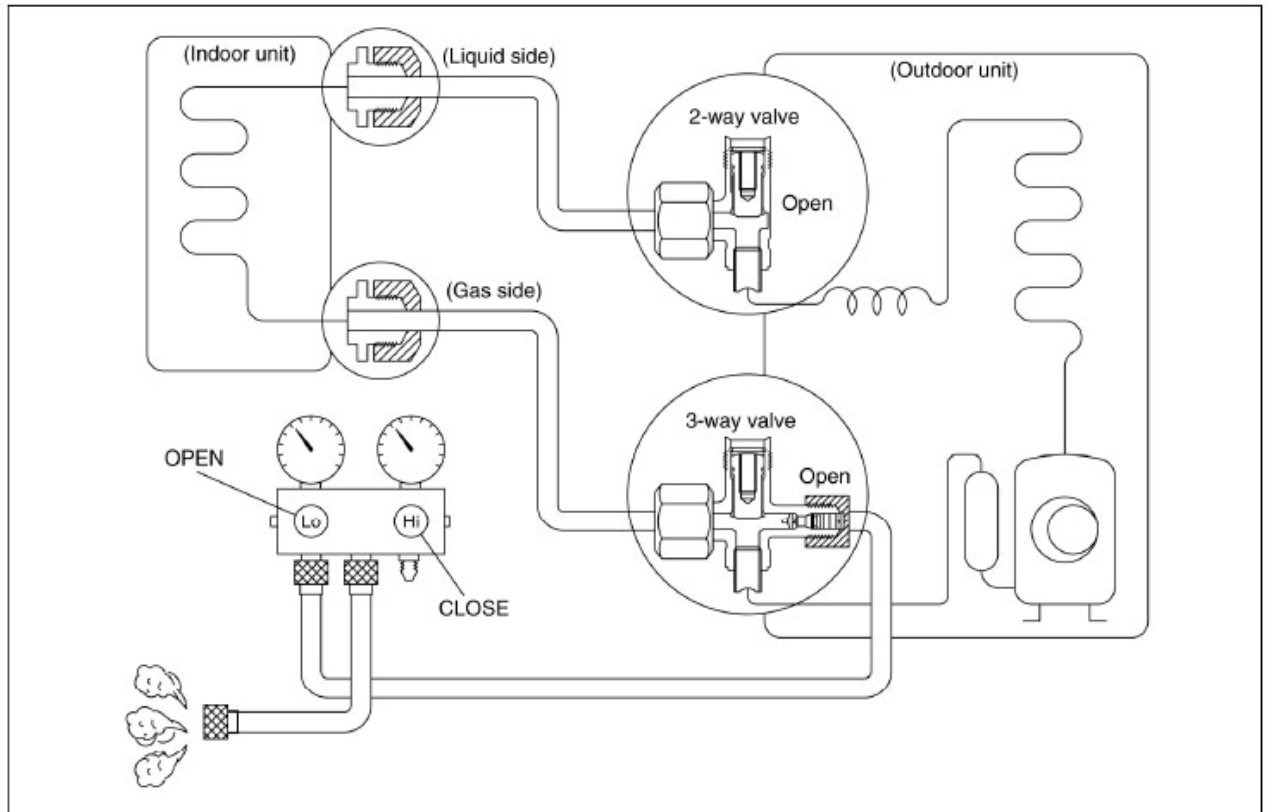 (Indoor unit)
(Liquid side)
(Outdoor unit)
2-way valve
Open
(Gas side)
3-way valve
Open
OPEN
Lo
Hi
CLOSE